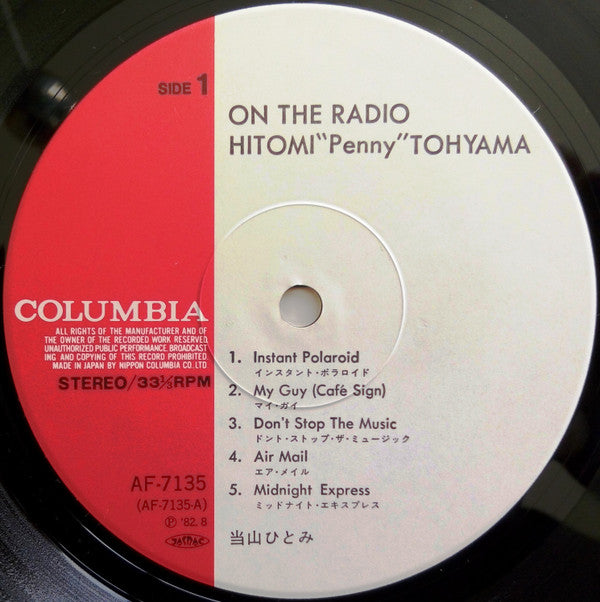 SIDE 1
ON THE RADIO
HITOMI "Penny" TOHYAMA
COLUMBIA
ALL RIGHTS OF THE MANUFACTURER AND OF
THE OWNER OF THE RECORDED WORK RESERVED
UNAUTHORIZED PUBLIC PERFORMANCE BROADCAST
ING AND COPYING OF THIS RECORD PROHIBITED
MADE IN JAPAN BY NIPPON COLUMBIA CO. LTD.
STEREO/33⅓RPM
1. Instant Polaroid
インスタント・ポラロイド
2. My Guy (Café Sign)
マイ・ガイ
3. Don't Stop The Music
ドント・ストップ・ザ・ミュージック
4. Air Mail
エア・メイル
5. Midnight Express
ミッドナイト・エキスプレス
AF-7135
(AF-7135-A)
Ⓟ '82. 8
JASRAC
当山ひとみ